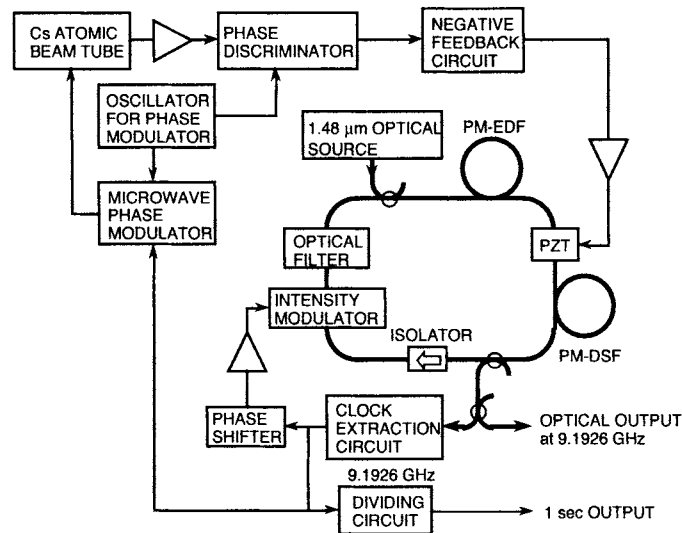 Cs ATOMIC
BEAM TUBE
PHASE
DISCRIMINATOR
NEGATIVE
FEEDBACK
CIRCUIT
OSCILLATOR
FOR PHASE
MODULATOR
1.48 μm OPTICAL
SOURCE
PM-EDF
MICROWAVE
PHASE
MODULATOR
OPTICAL
FILTER
PZT
INTENSITY
MODULATOR
ISOLATOR
PM-DSF
PHASE
SHIFTER
CLOCK
EXTRACTION
CIRCUIT
OPTICAL OUTPUT
at 9.1926 GHz
9.1926 GHz
DIVIDING
CIRCUIT
1 sec OUTPUT